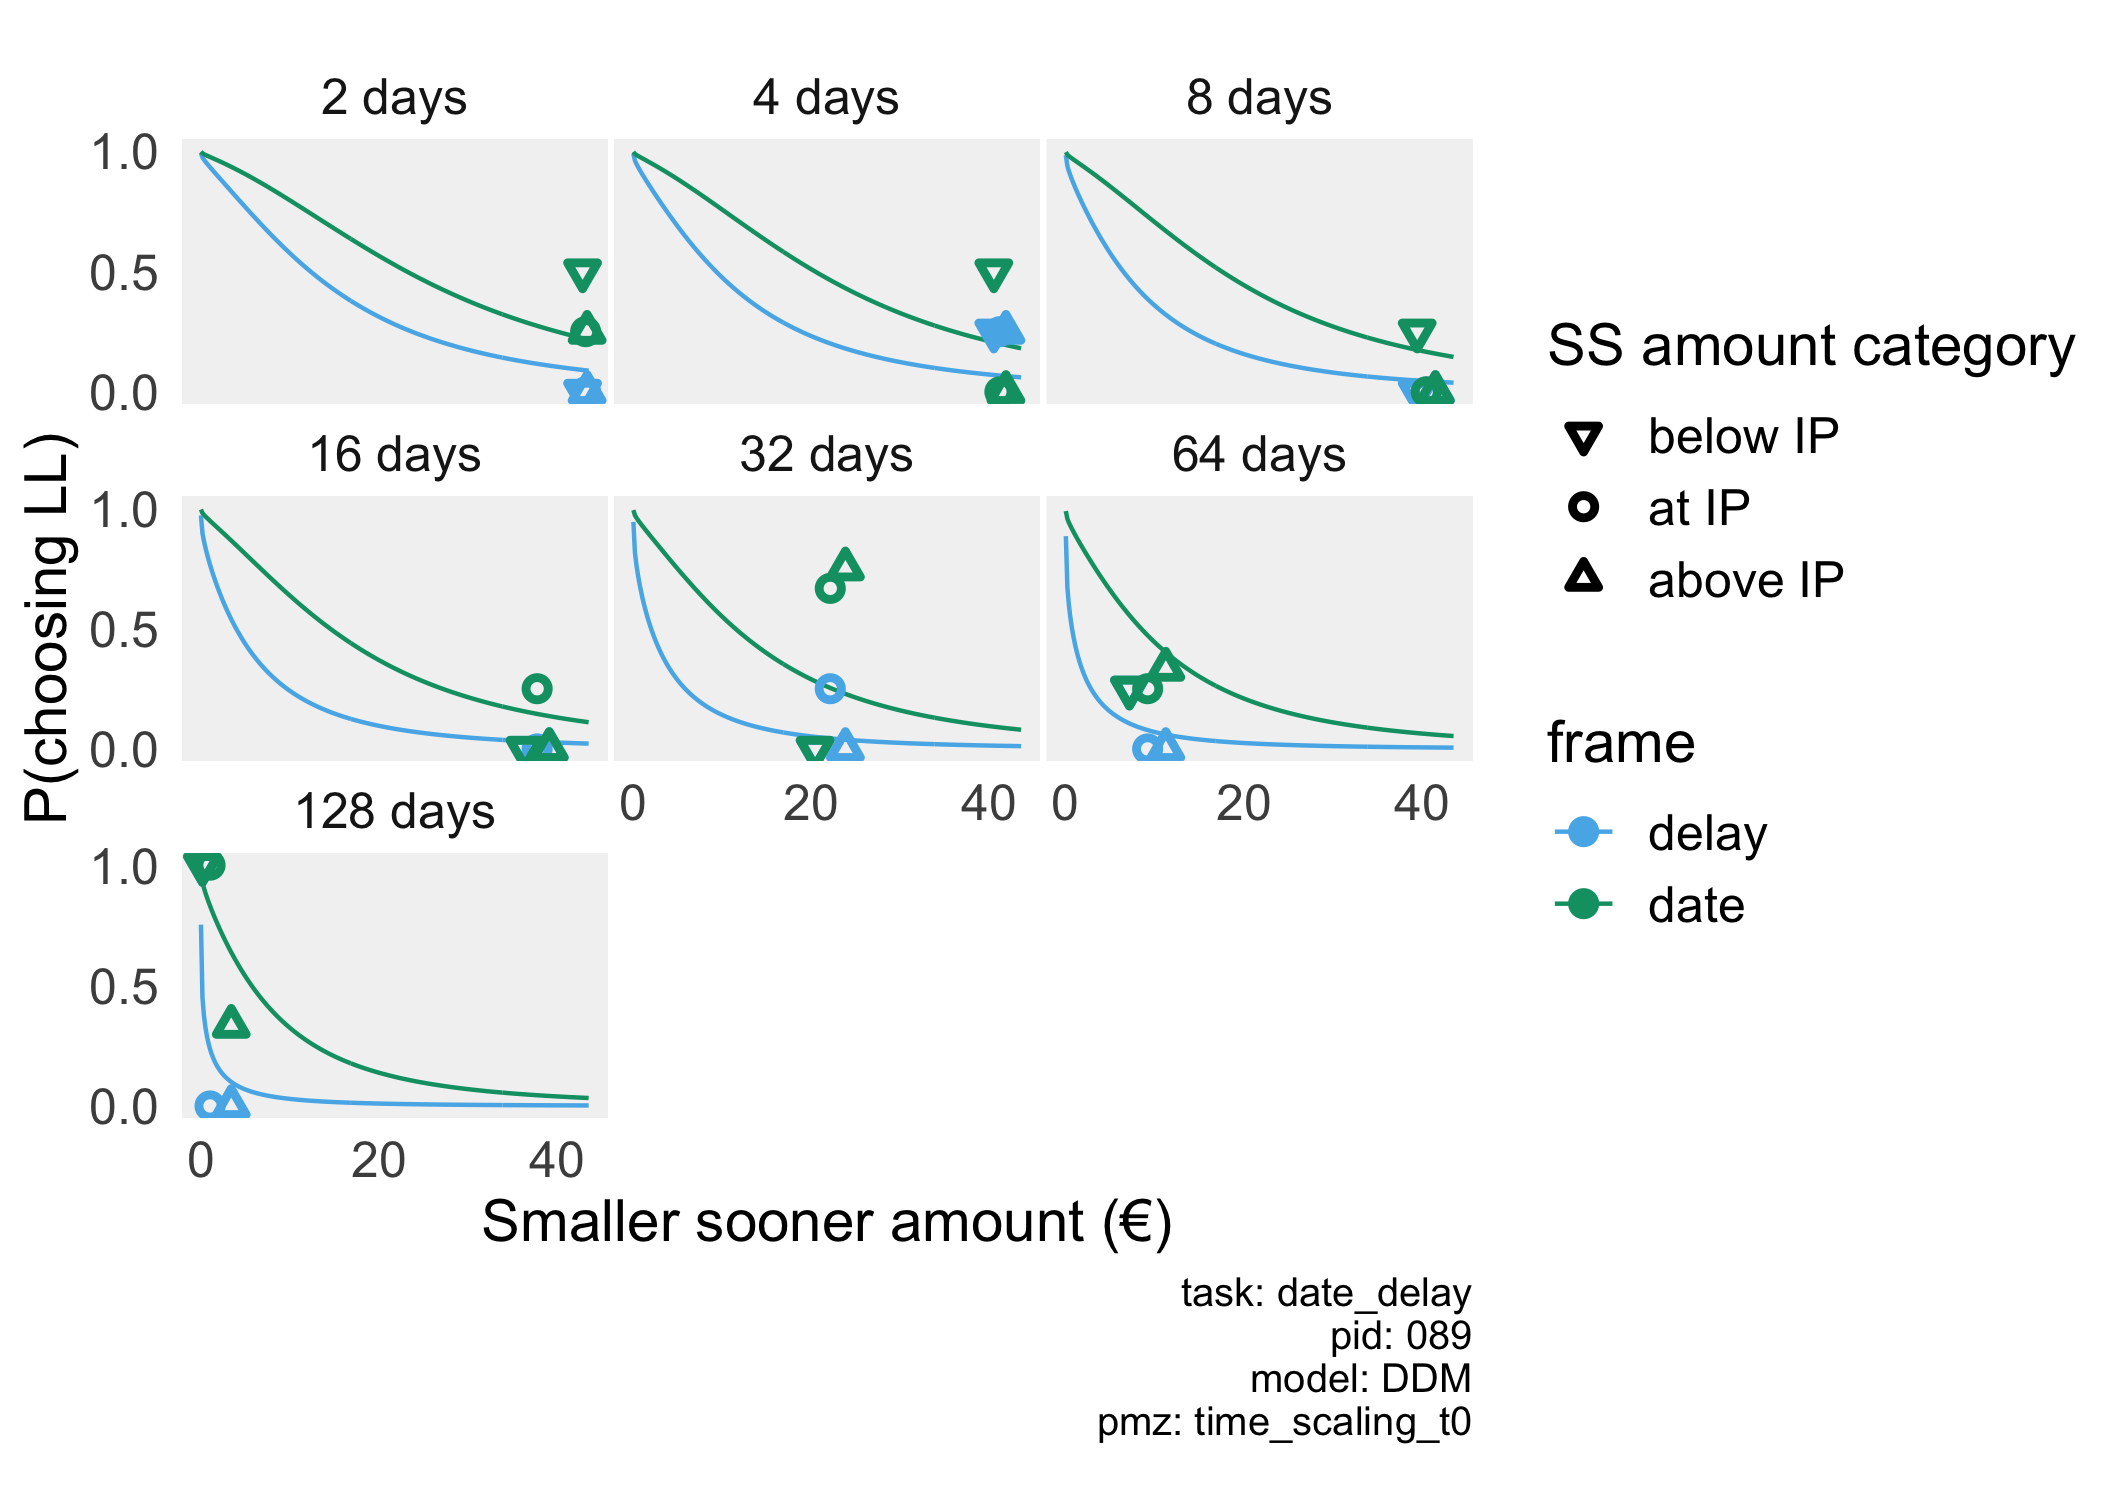 2 days
4 days
8 days
1.0
0.5
0.0
16 days
32 days
64 days
1.0
0.5
0.0
0
20
40
0
20
40
128 days
1.0
0.5
0.0
0
20
40
P(choosing LL)
Smaller sooner amount (€)
SS amount category
below IP
at IP
above IP
frame
delay
date
task: date_delay
pid: 089
model: DDM
pmz: time_scaling_t0